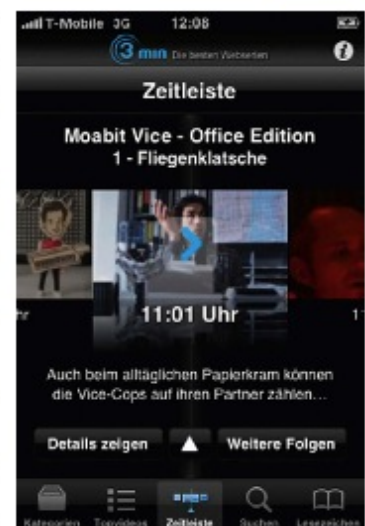 T-Mobile 3G 12:08
3min Die besten Webserien
Zeitleiste
Moabit Vice - Office Edition
1 - Fliegenklatsche
hr 11:01 Uhr 1
Auch beim alltäglichen Papierkram können
die Vice-Cops auf ihren Partner zählen...
Details zeigen Weitere Folgen
Kategorien Topvideos Zeitleiste Suchen Lesezeichen